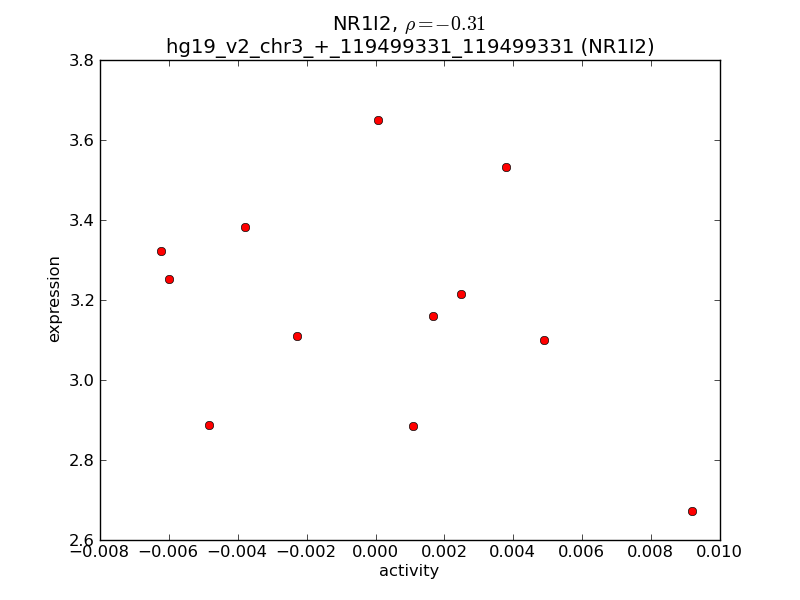 NR1I2, ρ=−0.31
hg19_v2_chr3_+_119499331_119499331 (NR1I2)
3.8
3.6
3.4
3.2
3.0
2.8
2.6
expression
−0.008 −0.006 −0.004 −0.002 0.000 0.002 0.004 0.006 0.008 0.010
activity